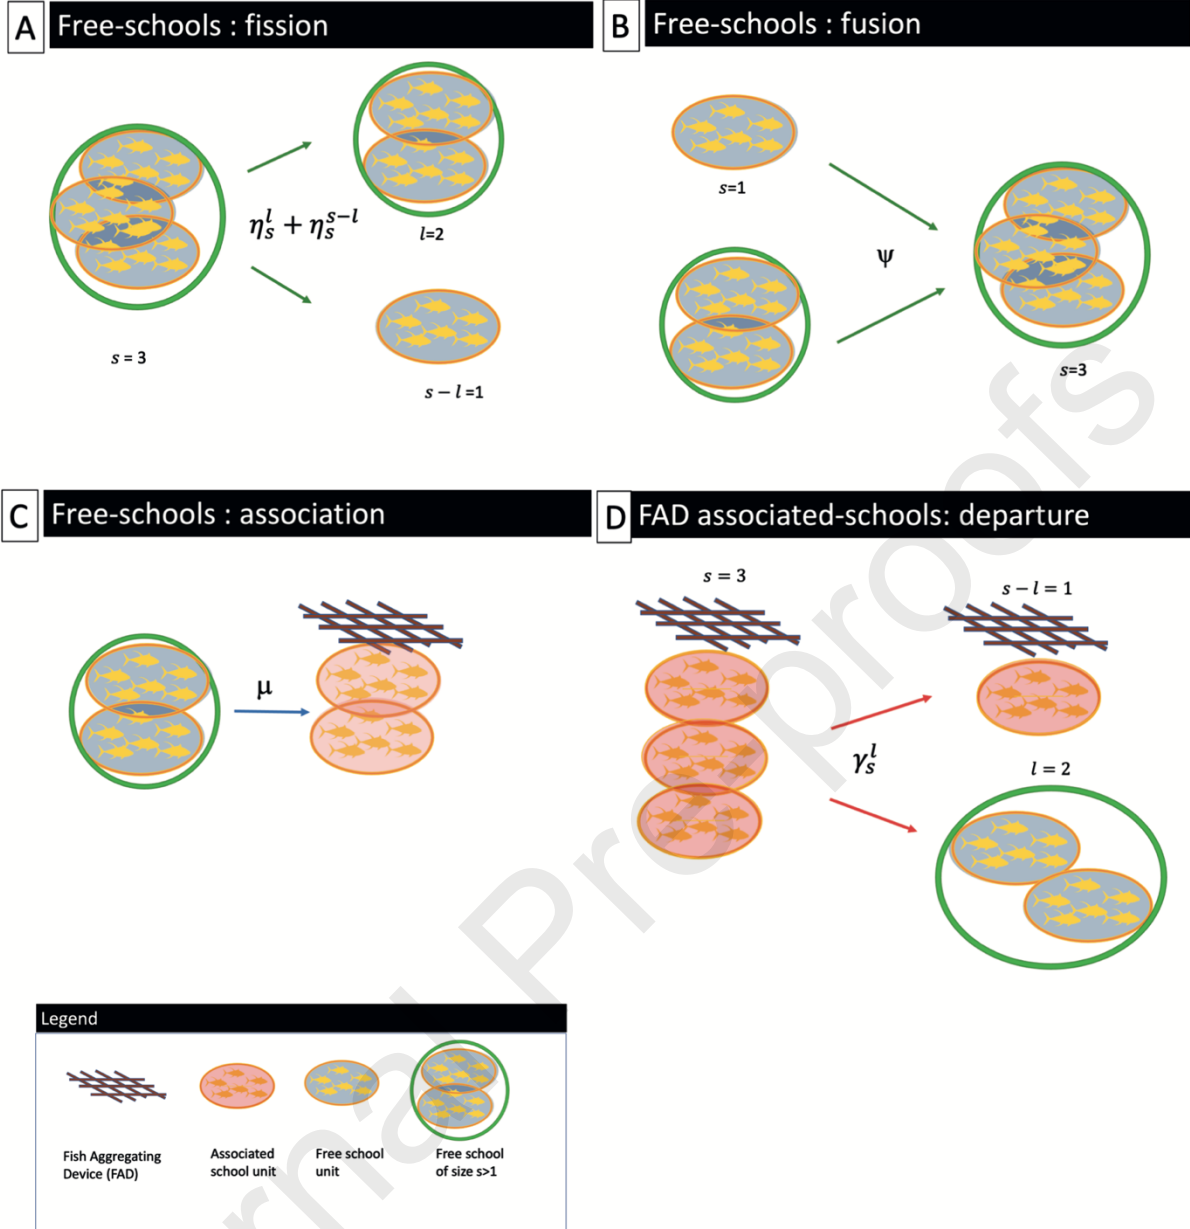 A Free-schools : fission
η_s^l + η_s^{s−l}
l=2
s = 3
s − l =1
B Free-schools : fusion
s=1
ψ
s=3
C Free-schools : association
μ
D FAD associated-schools: departure
s = 3
s − l = 1
γ_s^l
l = 2
Legend
Fish Aggregating
Device (FAD)
Associated
school unit
Free school
unit
Free school
of size s>1
rnal Pre-proofs